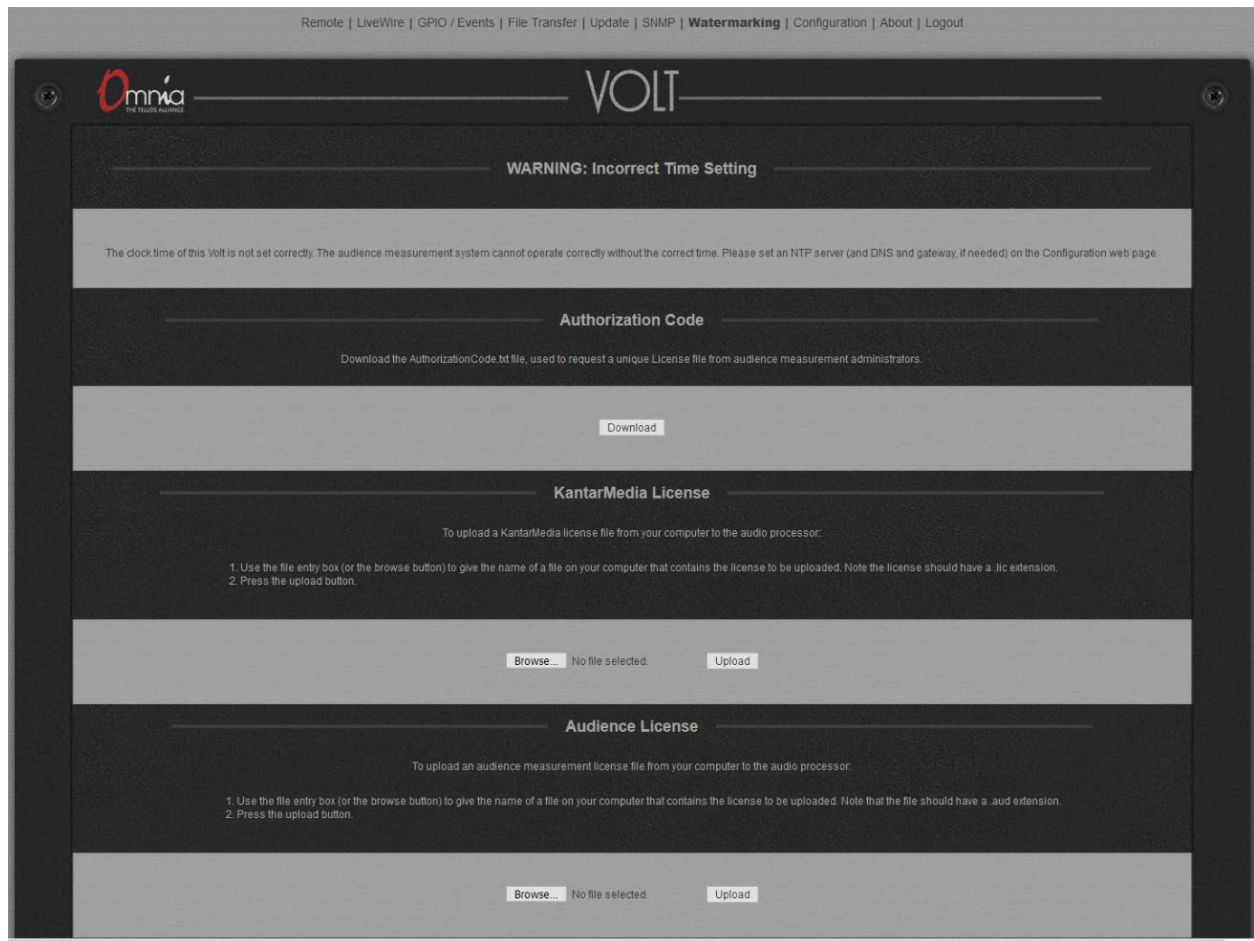 Remote | LiveWire | GPIO / Events | File Transfer | Update | SNMP | Watermarking | Configuration | About | Logout
Omnia
THE TELOS ALLIANCE
VOLT
WARNING: Incorrect Time Setting
The clock time of this Volt is not set correctly. The audience measurement system cannot operate correctly without the correct time. Please set an NTP server (and DNS and gateway, if needed) on the Configuration web page.
Authorization Code
Download the AuthorizationCode.txt file, used to request a unique License file from audience measurement administrators.
Download
KantarMedia License
To upload a KantarMedia license file from your computer to the audio processor:
1. Use the file entry box (or the browse button) to give the name of a file on your computer that contains the license to be uploaded. Note the license should have a .lic extension.
2. Press the upload button.
Browse... No file selected. Upload
Audience License
To upload an audience measurement license file from your computer to the audio processor:
1. Use the file entry box (or the browse button) to give the name of a file on your computer that contains the license to be uploaded. Note that the file should have a .aud extension.
2. Press the upload button.
Browse... No file selected. Upload